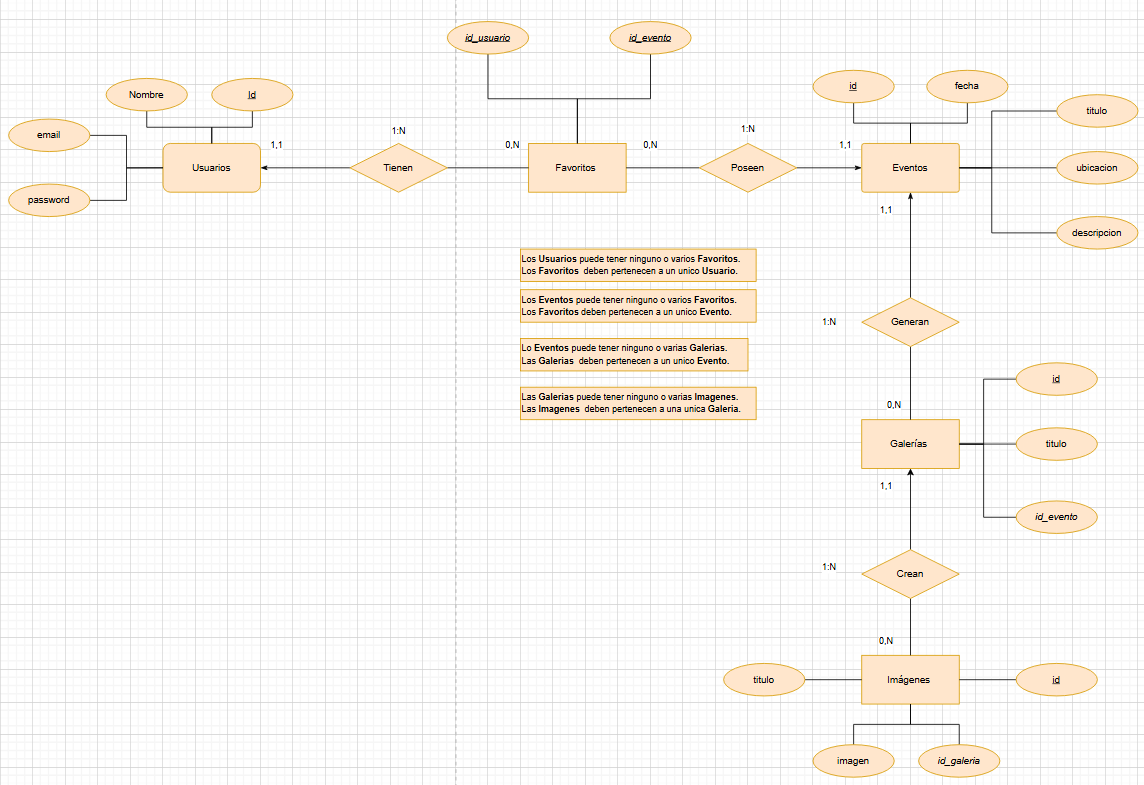 id_usuario
id_evento
Nombre
Id
id
fecha
email
titulo
1:N
1:N
1,1
0,N
0,N
1,1
Usuarios
Tienen
Favoritos
Poseen
Eventos
ubicacion
password
1,1
descripcion
Los Usuarios puede tener ninguno o varios Favoritos.
Los Favoritos deben pertenecen a un unico Usuario.
Los Eventos puede tener ninguno o varios Favoritos.
Los Favoritos deben pertenecen a un unico Evento.
1:N
Generan
Lo Eventos puede tener ninguno o varias Galerias.
Las Galerias deben pertenecen a un unico Evento.
id
Las Galerias puede tener ninguno o varias Imagenes.
Las Imagenes deben pertenecen a una unica Galeria.
0,N
Galerías
titulo
1,1
id_evento
1:N
Crean
0,N
titulo
Imágenes
id
imagen
id_galeria